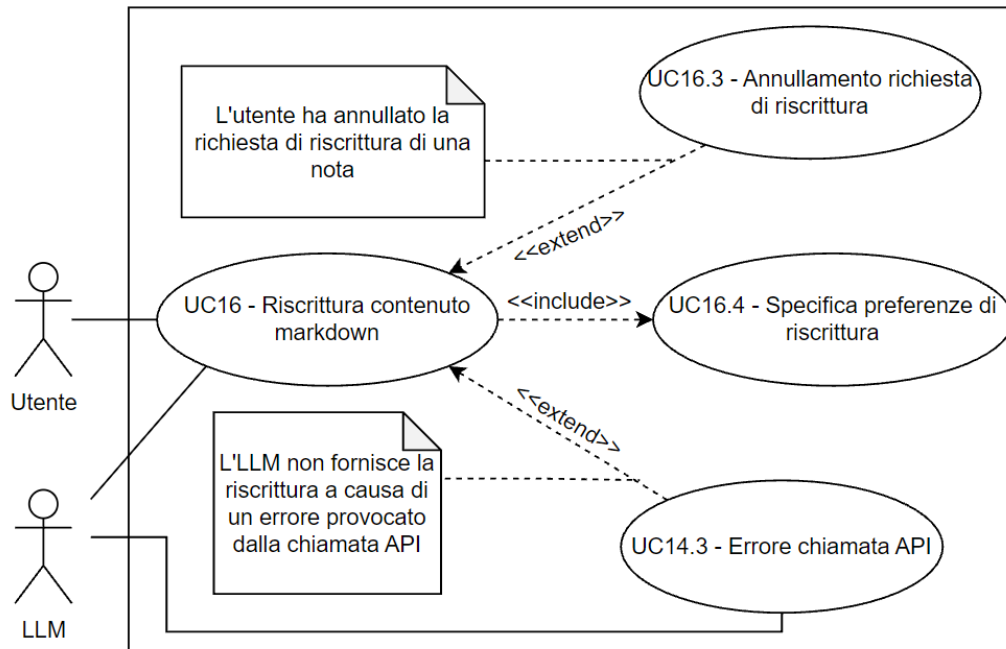 UC16.3 - Annullamento richiesta
di riscrittura
L'utente ha annullato la
richiesta di riscrittura di una
nota
<<extend>>
UC16 - Riscrittura contenuto
markdown
<<include>>
UC16.4 - Specifica preferenze di
riscrittura
Utente
<<extend>>
L'LLM non fornisce la
riscrittura a causa di
un errore provocato
dalla chiamata API
UC14.3 - Errore chiamata API
LLM